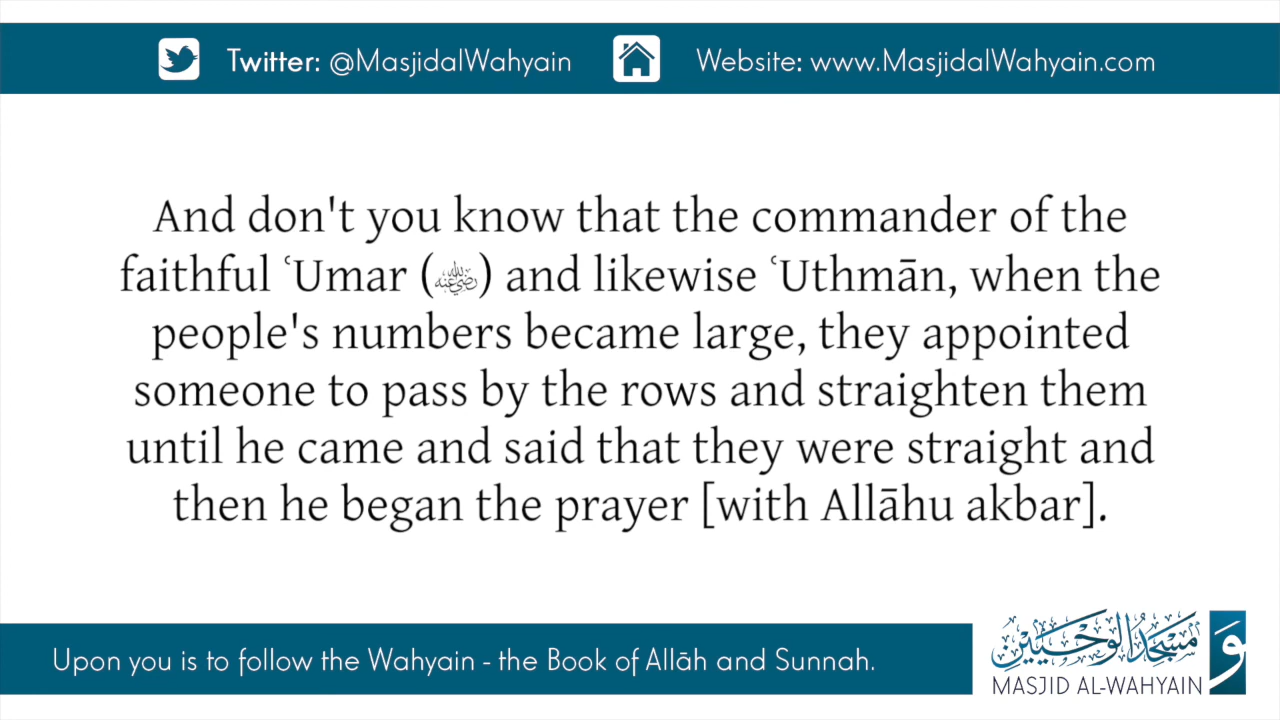 Twitter: @MasjidalWahyain Website: www.MasjidalWahyain.com
And don't you know that the commander of the
faithful ʿUmar (رضي الله عنه) and likewise ʿUthmān, when the
people's numbers became large, they appointed
someone to pass by the rows and straighten them
until he came and said that they were straight and
then he began the prayer [with Allāhu akbar].
Upon you is to follow the Wahyain - the Book of Allāh and Sunnah.
مسجد الوحيين
و
MASJID AL-WAHYAIN